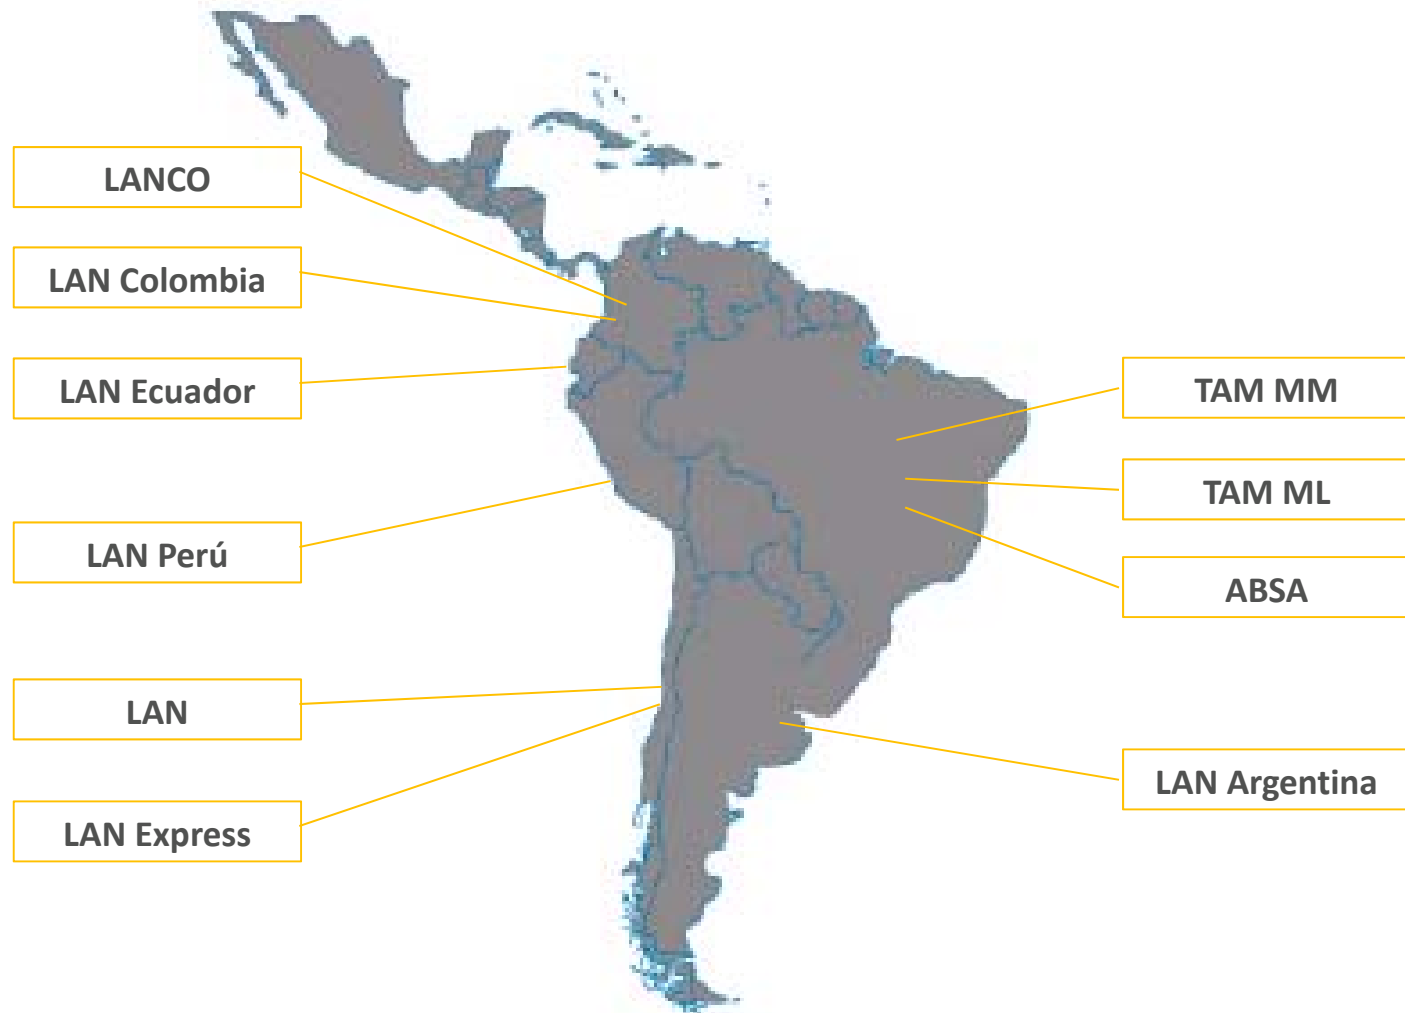 LANCO
LAN Colombia
LAN Ecuador
LAN Perú
LAN
LAN Express
TAM MM
TAM ML
ABSA
LAN Argentina